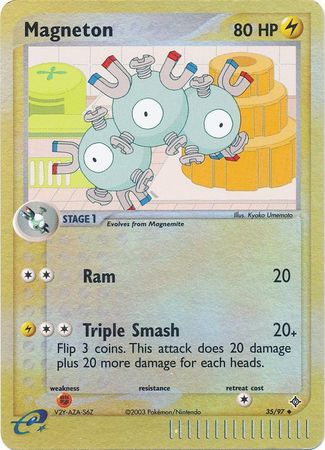 Magneton 80 HP
Illus. Kyoko Umemoto
STAGE 1
Evolves from Magnemite
Ram 20
Triple Smash 20+
Flip 3 coins. This attack does 20 damage
plus 20 more damage for each heads.
weakness resistance retreat cost
V2Y-AZA-S6Z ©2003 Pokémon/Nintendo 35/97
e